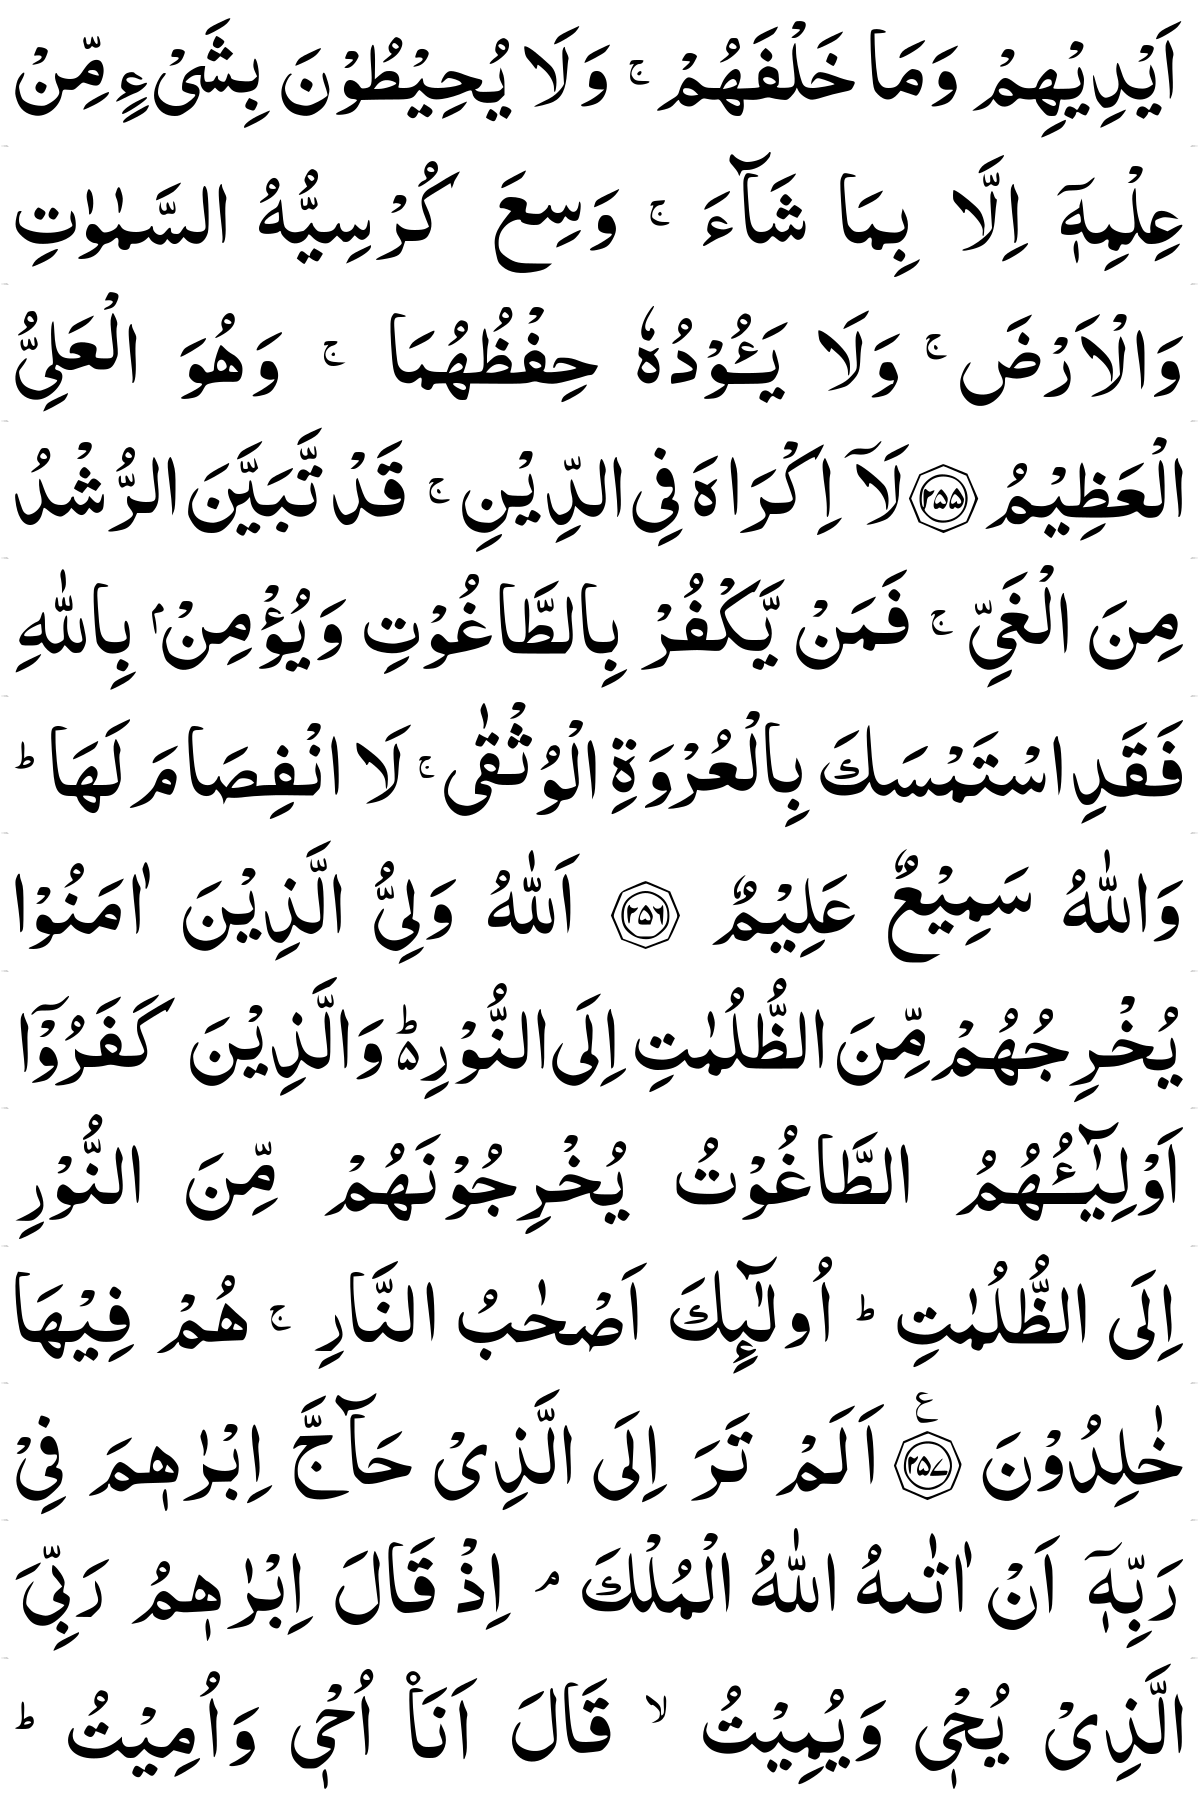 اَيْدِيْهِمْ وَمَا خَلْفَهُمْ ۚ وَلَا يُحِيْطُوْنَ بِشَیْءٍ مِّنْ
عِلْمِهٖۤ اِلَّا بِمَا شَآءَ ۚ وَسِعَ كُرْسِيُّهُ السَّمٰوٰتِ
وَالْاَرْضَ ۚ وَلَا يَـُٔوْدُهٗ حِفْظُهُمَا ۚ وَهُوَ الْعَلِیُّ
الْعَظِيْمُ ۝۲۵۵ لَاۤ اِكْرَاهَ فِی الدِّيْنِ ۚ قَدْ تَّبَيَّنَ الرُّشْدُ
مِنَ الْغَیِّ ۚ فَمَنْ يَّكْفُرْ بِالطَّاغُوْتِ وَيُؤْمِنْۢ بِاللّٰهِ
فَقَدِ اسْتَمْسَكَ بِالْعُرْوَةِ الْوُثْقٰی ۚ لَا انْفِصَامَ لَهَا ؕ
وَاللّٰهُ سَمِيْعٌ عَلِيْمٌ ۝۲۵۶ اَللّٰهُ وَلِیُّ الَّذِيْنَ اٰمَنُوْا
يُخْرِجُهُمْ مِّنَ الظُّلُمٰتِ اِلَی النُّوْرِ ؕ۬ وَالَّذِيْنَ كَفَرُوْۤا
اَوْلِيٰٓـُٔهُمُ الطَّاغُوْتُ يُخْرِجُوْنَهُمْ مِّنَ النُّوْرِ
اِلَی الظُّلُمٰتِ ؕ اُولٰٓىِٕكَ اَصْحٰبُ النَّارِ ۚ هُمْ فِيْهَا
خٰلِدُوْنَ ۝۲۵۷ ع اَلَمْ تَرَ اِلَی الَّذِیْ حَآجَّ اِبْرٰهٖمَ فِیْ
رَبِّهٖۤ اَنْ اٰتٰىهُ اللّٰهُ الْمُلْكَ ۘ اِذْ قَالَ اِبْرٰهٖمُ رَبِّیَ
الَّذِیْ يُحْیٖ وَيُمِيْتُ ۙ قَالَ اَنَا۠ اُحْیٖ وَاُمِيْتُ ؕ